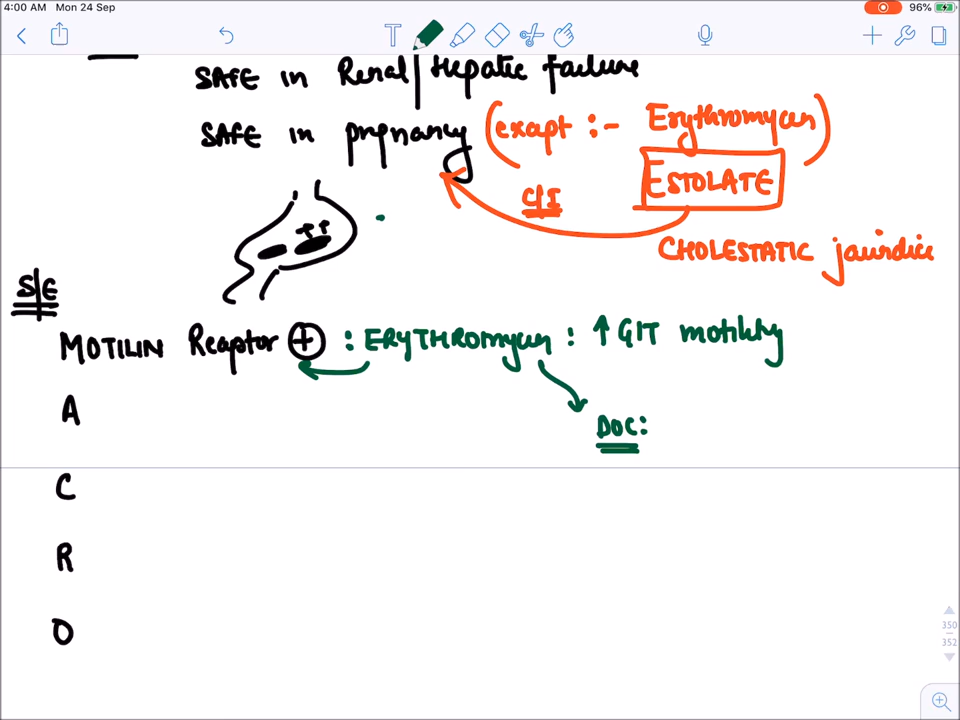 4:00 AM Mon 24 Sep
96%
T
SAFE in Renal/Hepatic failure
SAFE in pregnancy (exapt :- Erythromycin)
C/I
ESTOLATE
CHOLESTATIC jaundice
S/E
MOTILIN Receptor + : ERYTHROMycin : ↑ GIT motility
A
DOC:
C
R
O
350
352